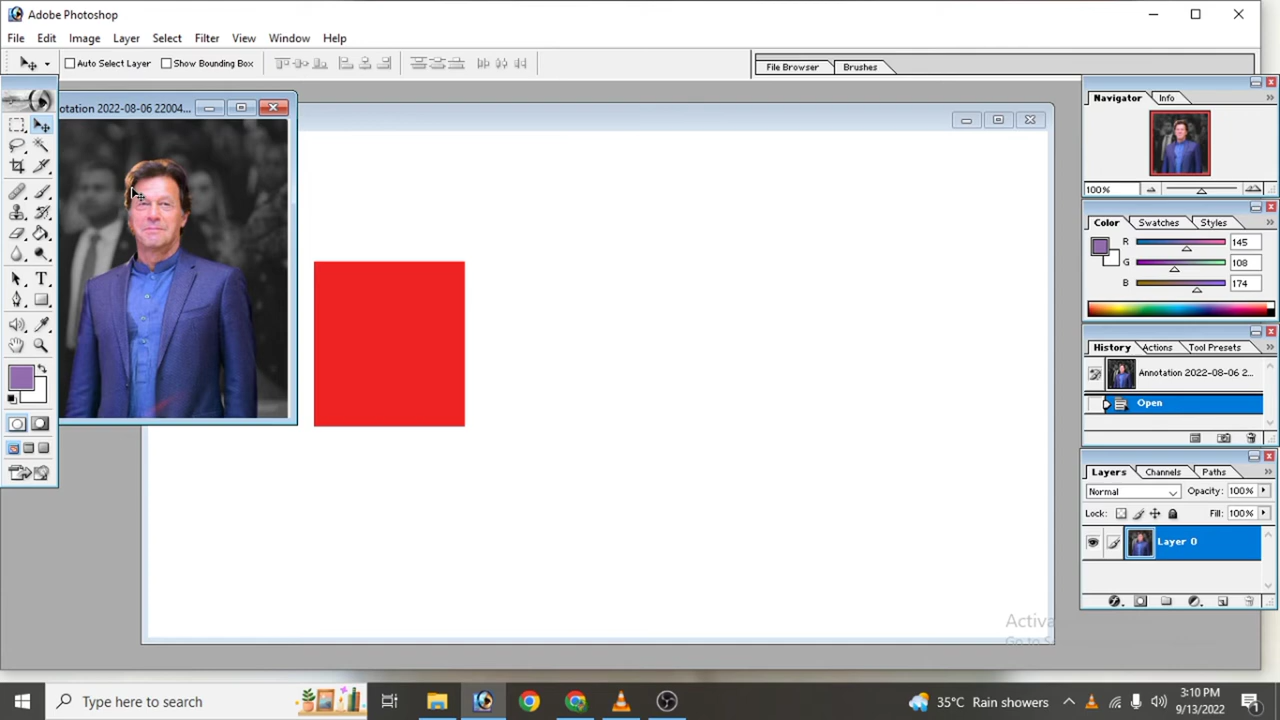 Adobe Photoshop
File Edit Image Layer Select Filter View Window Help
Auto Select Layer Show Bounding Box
File Browser Brushes
otation 2022-08-06 22004...
Navigator Info
100%
Color Swatches Styles
R 145
G 108
B 174
History Actions Tool Presets
Annotation 2022-08-06 2...
Open
Layers Channels Paths
Normal Opacity: 100%
Lock: Fill: 100%
Layer 0
T
Activa
Go to S
Type here to search
35°C Rain showers
3:10 PM
9/13/2022
1